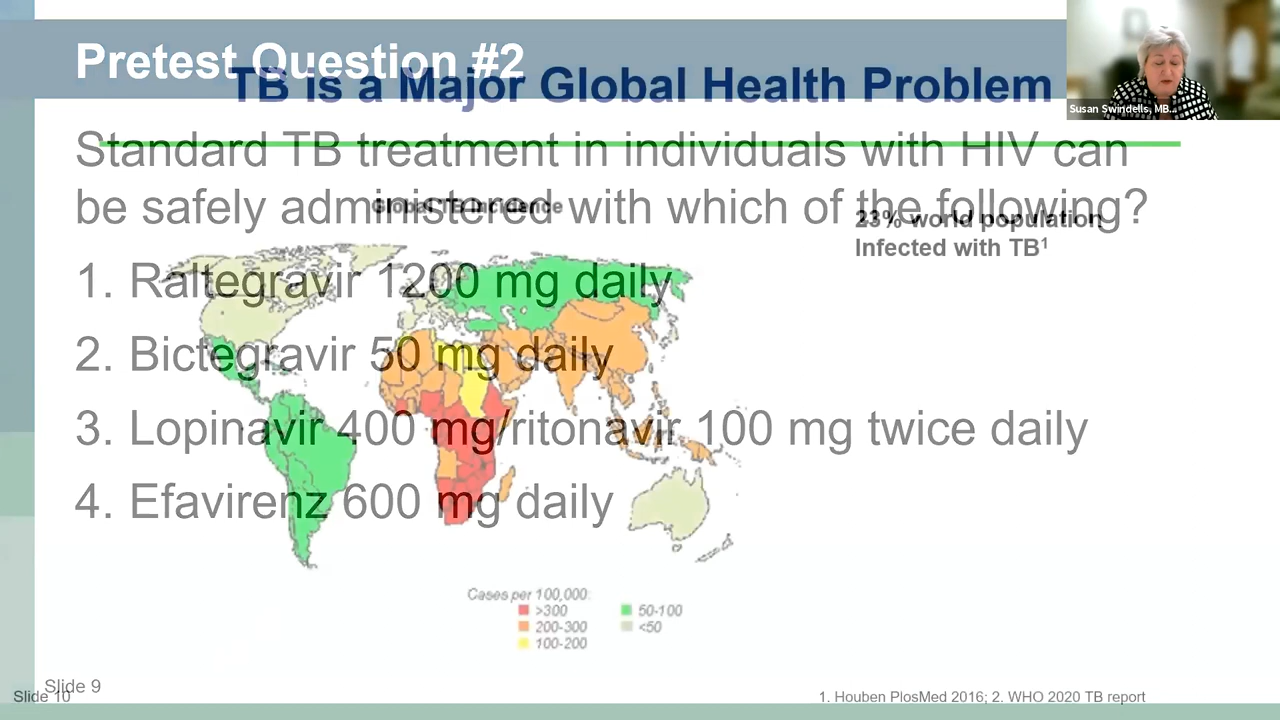 Pretest Question #2
TB is a Major Global Health Problem
Susan Swindells, MB...
Standard TB treatment in individuals with HIV can
be safely administered with which of the following?
Global TB Incidence
23% world population
Infected with TB¹
1. Raltegravir 1200 mg daily
2. Bictegravir 50 mg daily
3. Lopinavir 400 mg/ritonavir 100 mg twice daily
4. Efavirenz 600 mg daily
Cases per 100,000:
>300
200-300
100-200
50-100
<50
Slide 9
Slide 10
1. Houben PlosMed 2016; 2. WHO 2020 TB report